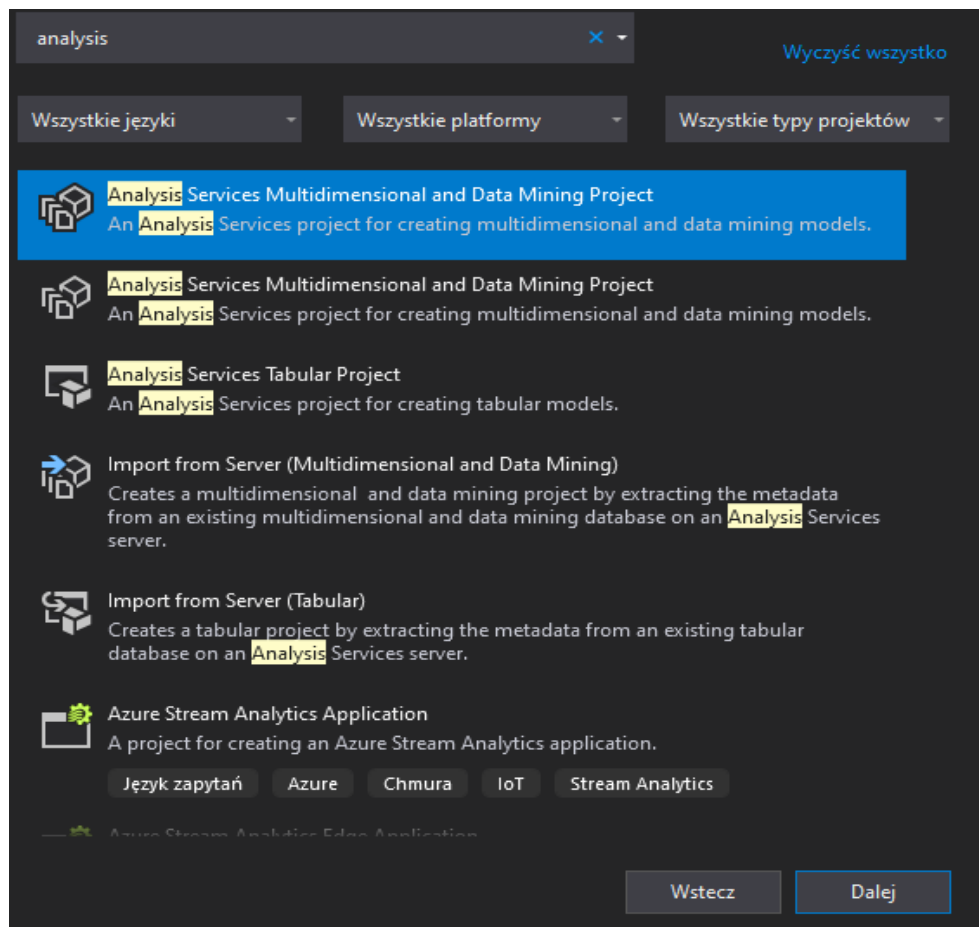 analysis
Wyczyść wszystko
Wszystkie języki
Wszystkie platformy
Wszystkie typy projektów
Analysis Services Multidimensional and Data Mining Project
An Analysis Services project for creating multidimensional and data mining models.
Analysis Services Multidimensional and Data Mining Project
An Analysis Services project for creating multidimensional and data mining models.
Analysis Services Tabular Project
An Analysis Services project for creating tabular models.
Import from Server (Multidimensional and Data Mining)
Creates a multidimensional and data mining project by extracting the metadata
from an existing multidimensional and data mining database on an Analysis Services
server.
Import from Server (Tabular)
Creates a tabular project by extracting the metadata from an existing tabular
database on an Analysis Services server.
Azure Stream Analytics Application
A project for creating an Azure Stream Analytics application.
Język zapytań
Azure
Chmura
IoT
Stream Analytics
Azure Stream Analytics Edge Application
Wstecz
Dalej